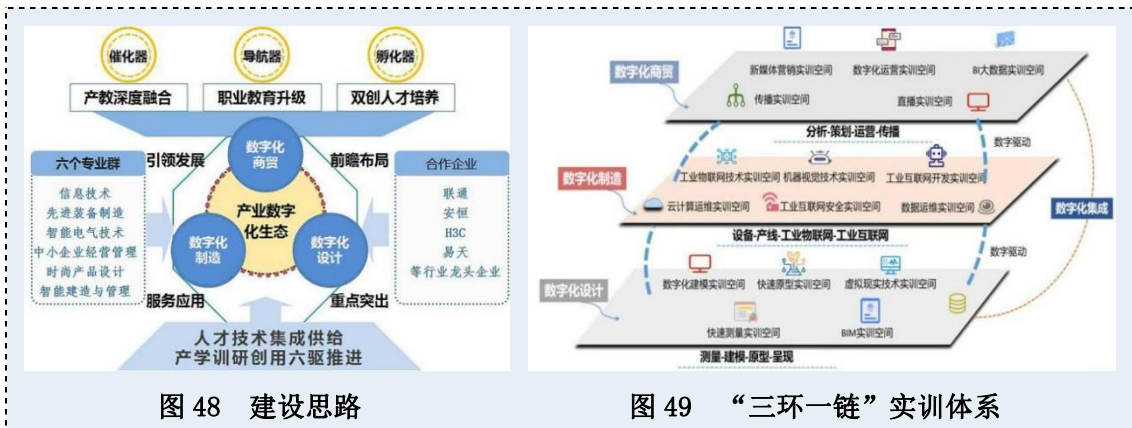 催化器
导航器
孵化器
产教深度融合
职业教育升级
双创人才培养
引领发展
数字化
商贸
前瞻布局
六个专业群
信息技术
先进装备制造
智能电气技术
中小企业经营管理
时尚产品设计
智能建造与管理
产业数字
化生态
数字化
制造
数字化
设计
合作企业
联通
安恒
H3C
易天
等行业龙头企业
服务应用
重点突出
人才技术集成供给
产学训研创用六驱推进
图 48 建设思路
数字化商贸
新媒体营销实训空间
数字化运营实训空间
BI大数据实训空间
传播实训空间
直播实训空间
分析-策划-运营-传播
数字驱动
数字化制造
工业物联网技术实训空间
机器视觉技术实训空间
工业互联网开发实训空间
云计算运维实训空间
工业互联网安全实训空间
数据运维实训空间
数字化集成
设备-产线-工业物联网-工业互联网
数字驱动
数字化设计
数字化建模实训空间
快速原型实训空间
虚拟现实技术实训空间
快速测量实训空间
BIM实训空间
测量-建模-原型-呈现
图 49 “三环一链”实训体系